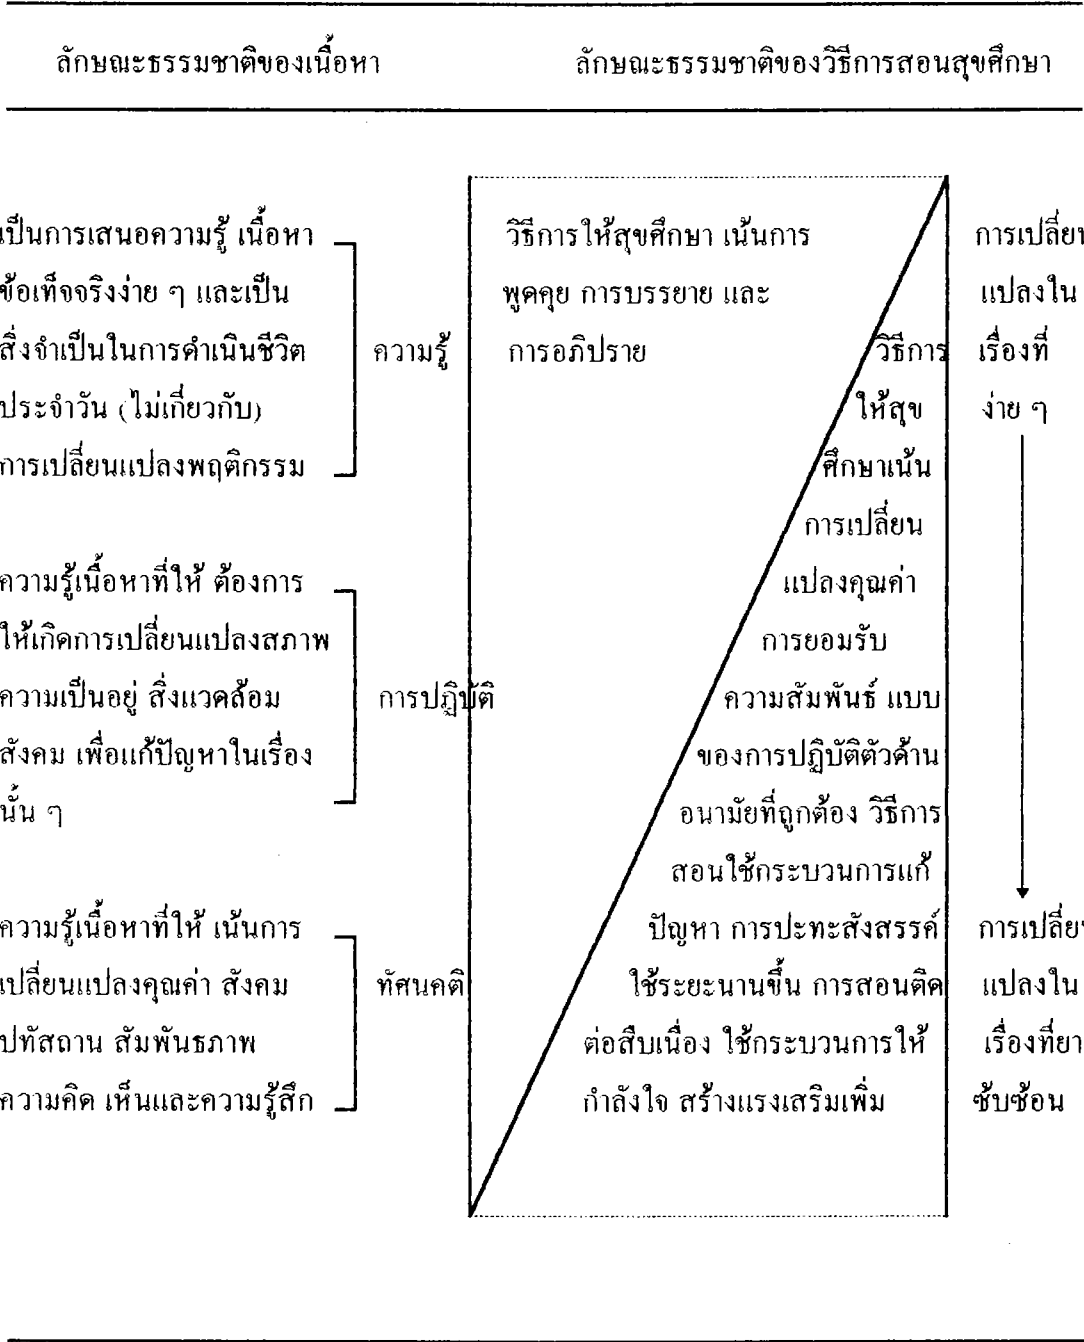 ลักษณะธรรมชาติของเนื้อหา
ลักษณะธรรมชาติของวิธีการสอนสุขศึกษา
เป็นการเสนอความรู้ เนื้อหา
ข้อเท็จจริงง่าย ๆ และเป็น
สิ่งจำเป็นในการดำเนินชีวิต
ประจำวัน (ไม่เกี่ยวกับ)
การเปลี่ยนแปลงพฤติกรรม
ความรู้
ความรู้เนื้อหาที่ให้ ต้องการ
ให้เกิดการเปลี่ยนแปลงสภาพ
ความเป็นอยู่ สิ่งแวดล้อม
สังคม เพื่อแก้ปัญหาในเรื่อง
นั้น ๆ
การปฏิบัติ
ความรู้เนื้อหาที่ให้ เน้นการ
เปลี่ยนแปลงคุณค่า สังคม
ปทัสถาน สัมพันธภาพ
ความคิด เห็นและความรู้สึก
ทัศนคติ
วิธีการให้สุขศึกษา เน้นการ
พูดคุย การบรรยาย และ
การอภิปราย
วิธีการ
ให้สุข
ศึกษาเน้น
การเปลี่ยน
แปลงคุณค่า
การยอมรับ
ความสัมพันธ์ แบบ
ของการปฏิบัติตัวด้าน
อนามัยที่ถูกต้อง วิธีการ
สอนใช้กระบวนการแก้
ปัญหา การปะทะสังสรรค์
ใช้ระยะนานขึ้น การสอนติด
ต่อสืบเนื่อง ใช้กระบวนการให้
กำลังใจ สร้างแรงเสริมเพิ่ม
การเปลี่ยน
แปลงใน
เรื่องที่
ง่าย ๆ
การเปลี่ยน
แปลงใน
เรื่องที่ยา
ซับซ้อน